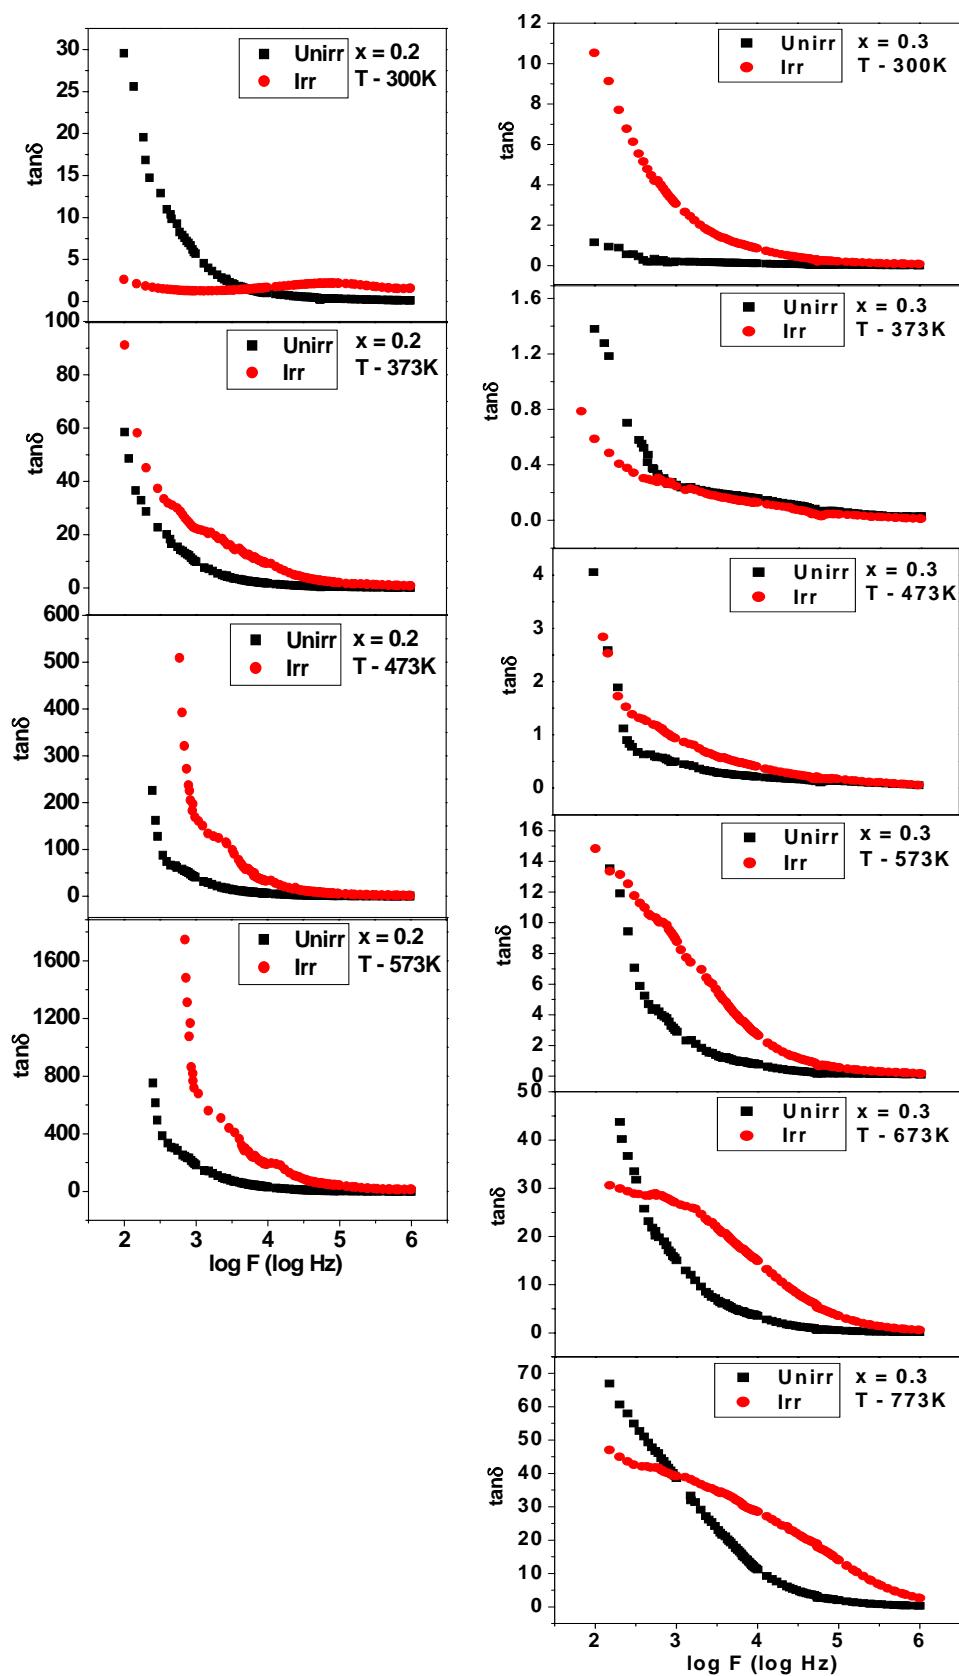 30
25
20
15
10
5
0
tanδ
Unirr
Irr
x = 0.2
T - 300K
100
80
60
40
20
0
tanδ
Unirr
Irr
x = 0.2
T - 373K
600
500
400
300
200
100
0
tanδ
Unirr
Irr
x = 0.2
T - 473K
1600
1200
800
400
0
tanδ
Unirr
Irr
x = 0.2
T - 573K
2 3 4 5 6
log F (log Hz)
12
10
8
6
4
2
0
tanδ
Unirr
Irr
x = 0.3
T - 300K
1.6
1.2
0.8
0.4
0.0
tanδ
Unirr
Irr
x = 0.3
T - 373K
4
3
2
1
0
tanδ
Unirr
Irr
x = 0.3
T - 473K
16
14
12
10
8
6
4
2
0
tanδ
Unirr
Irr
x = 0.3
T - 573K
50
40
30
20
10
0
tanδ
Unirr
Irr
x = 0.3
T - 673K
70
60
50
40
30
20
10
0
tanδ
Unirr
Irr
x = 0.3
T - 773K
2 3 4 5 6
log F (log Hz)